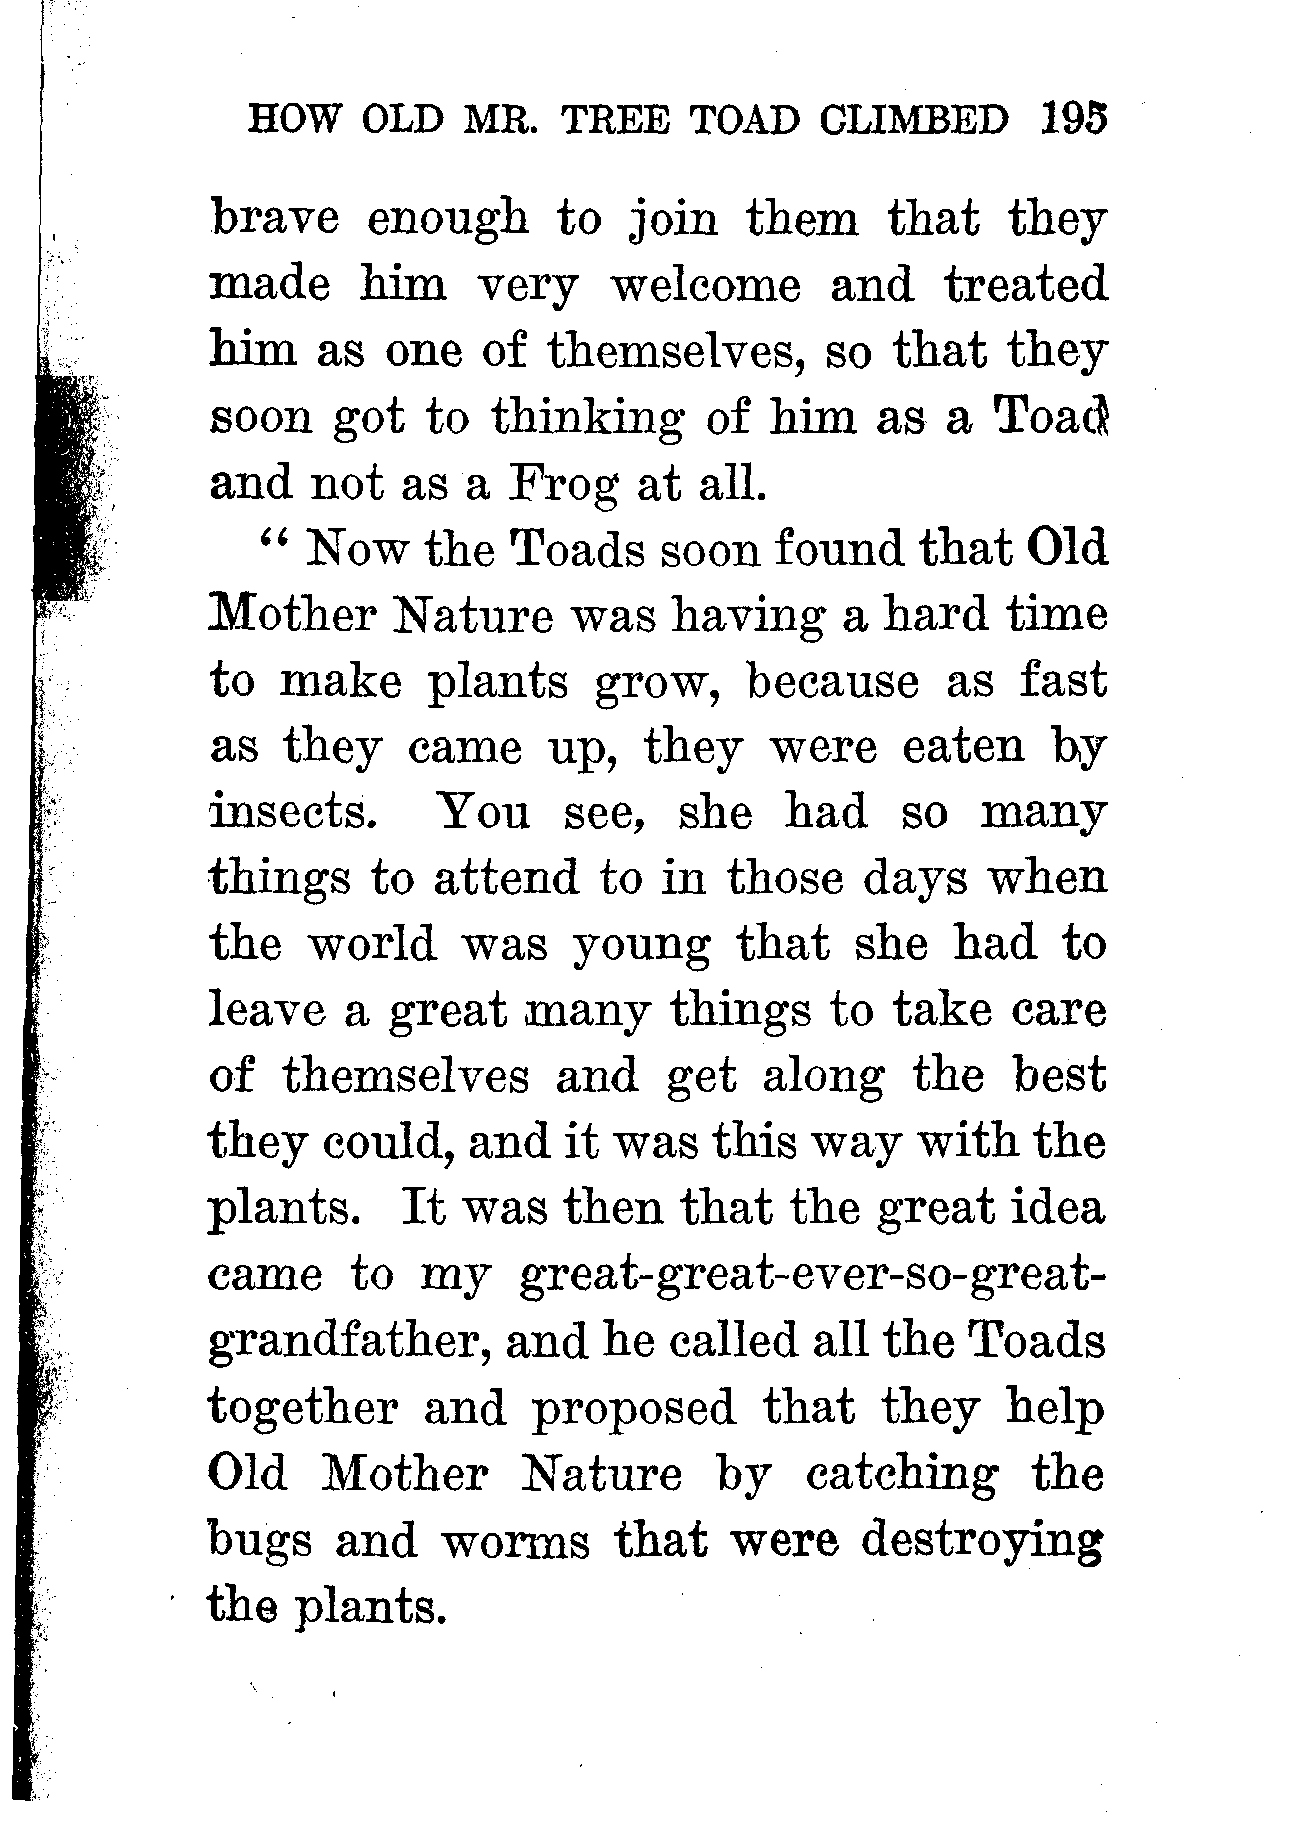 HOW OLD MR. TREE TOAD CLIMBED 195
brave enough to join them that they
made him very welcome and treated
him as one of themselves, so that they
soon got to thinking of him as a Toad
and not as a Frog at all.
“ Now the Toads soon found that Old
Mother Nature was having a hard time
to make plants grow, because as fast
as they came up, they were eaten by
insects. You see, she had so many
things to attend to in those days when
the world was young that she had to
leave a great many things to take care
of themselves and get along the best
they could, and it was this way with the
plants. It was then that the great idea
came to my great-great-ever-so-great-
grandfather, and he called all the Toads
together and proposed that they help
Old Mother Nature by catching the
bugs and worms that were destroying
the plants.